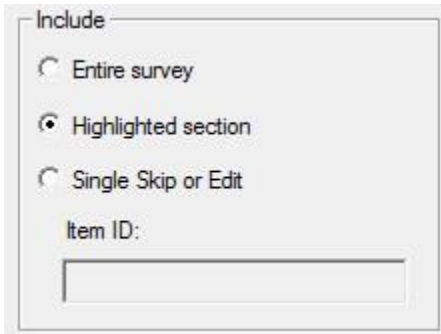 Include
Entire survey
Highlighted section
Single Skip or Edit
Item ID: